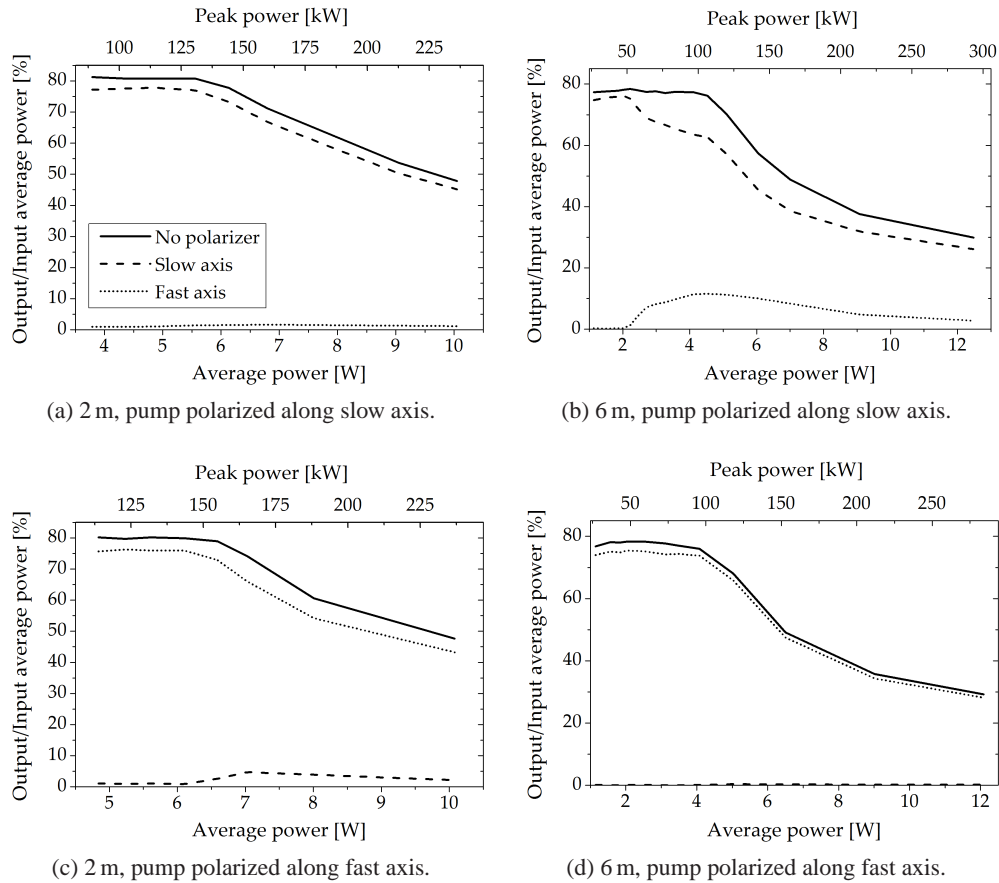 Peak power [kW]
100 125 150 175 200 225
Output/Input average power [%]
80
70
60
50
40
30
20
10
0
No polarizer
Slow axis
Fast axis
4 5 6 7 8 9 10
Average power [W]
(a) 2 m, pump polarized along slow axis.
Peak power [kW]
50 100 150 200 250 300
Output/Input average power [%]
80
60
40
20
0
2 4 6 8 10 12
Average power [W]
(b) 6 m, pump polarized along slow axis.
Peak power [kW]
125 150 175 200 225
Output/Input average power [%]
80
70
60
50
40
30
20
10
0
5 6 7 8 9 10
Average power [W]
(c) 2 m, pump polarized along fast axis.
Peak power [kW]
50 100 150 200 250
Output/Input average power [%]
80
60
40
20
0
2 4 6 8 10 12
Average power [W]
(d) 6 m, pump polarized along fast axis.